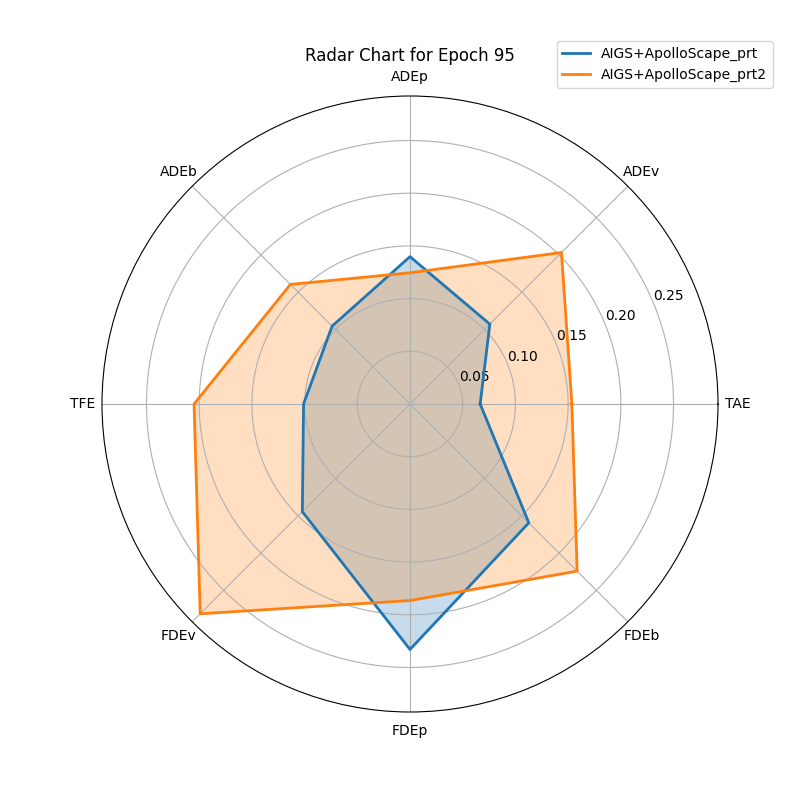 Radar Chart for Epoch 95
AIGS+ApolloScape_prt
AIGS+ApolloScape_prt2
ADEp
ADEb
ADEv
0.25
0.20
0.15
0.10
0.05
TFE
TAE
FDEv
FDEb
FDEp